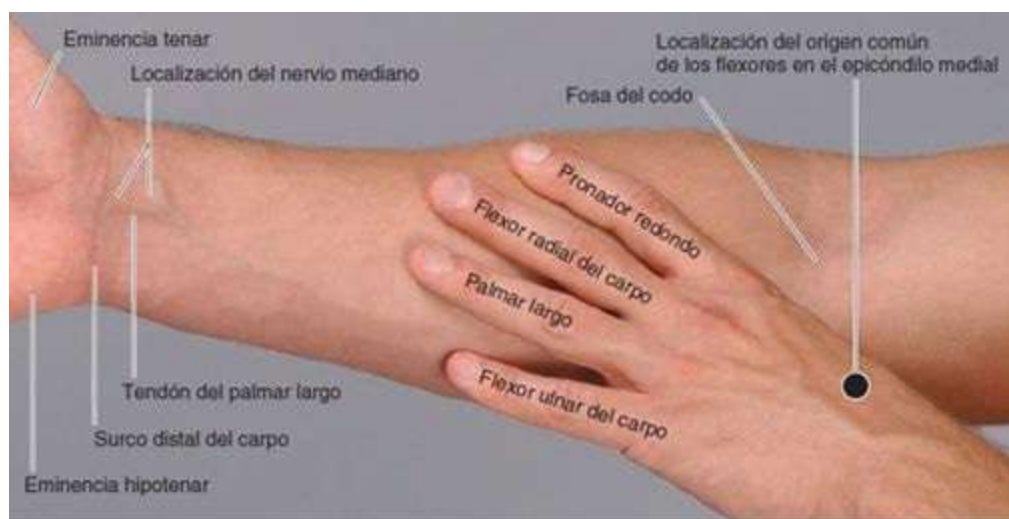 Eminencia tenar
Localización del nervio mediano
Localización del origen común
de los flexores en el epicóndilo medial
Fosa del codo
Pronador redondo
Flexor radial del carpo
Palmar largo
Flexor ulnar del carpo
Tendón del palmar largo
Surco distal del carpo
Eminencia hipotenar